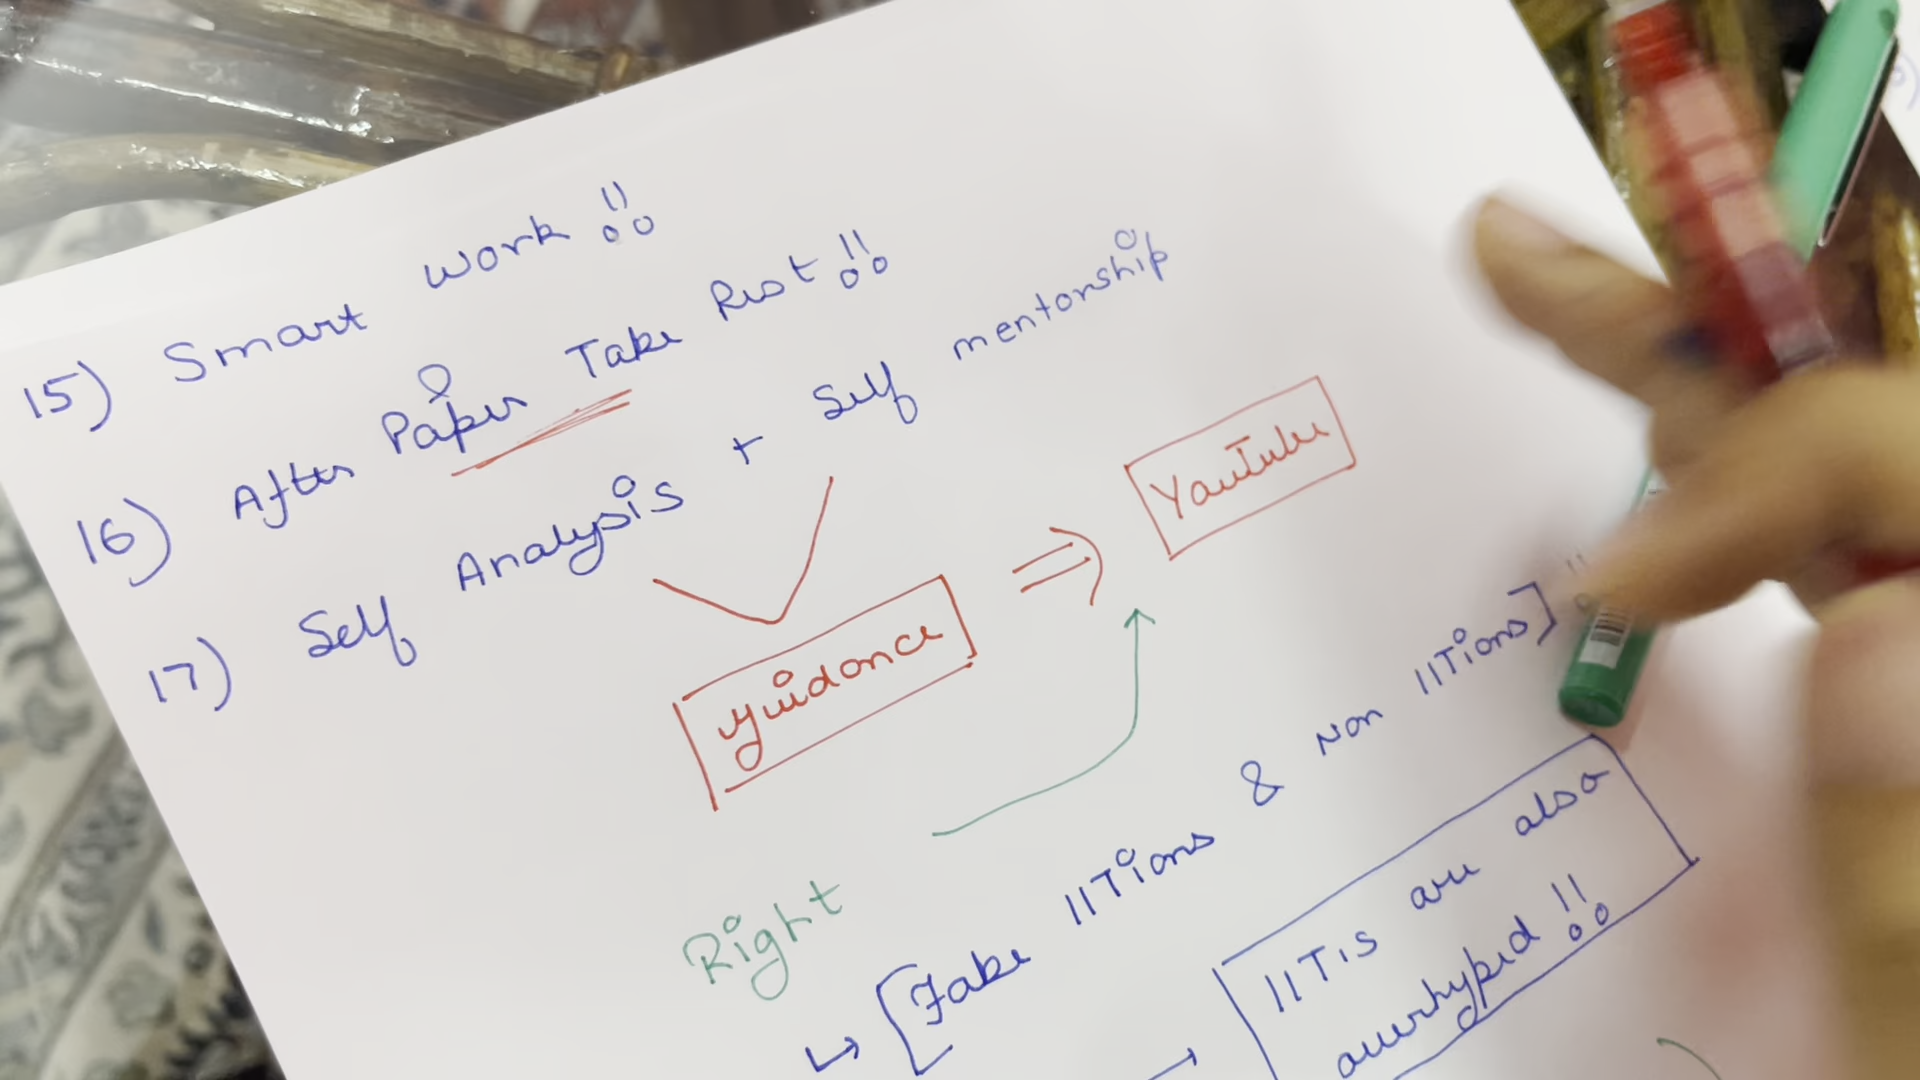 15) Smart work !!
16) After Paper Take Rest !!
17) Self Analysis + Self mentorship
guidance ⇒ YouTube
Right
↳ [Fake IITians & Non IITians] !!
→ IITis are also
overhyped !!